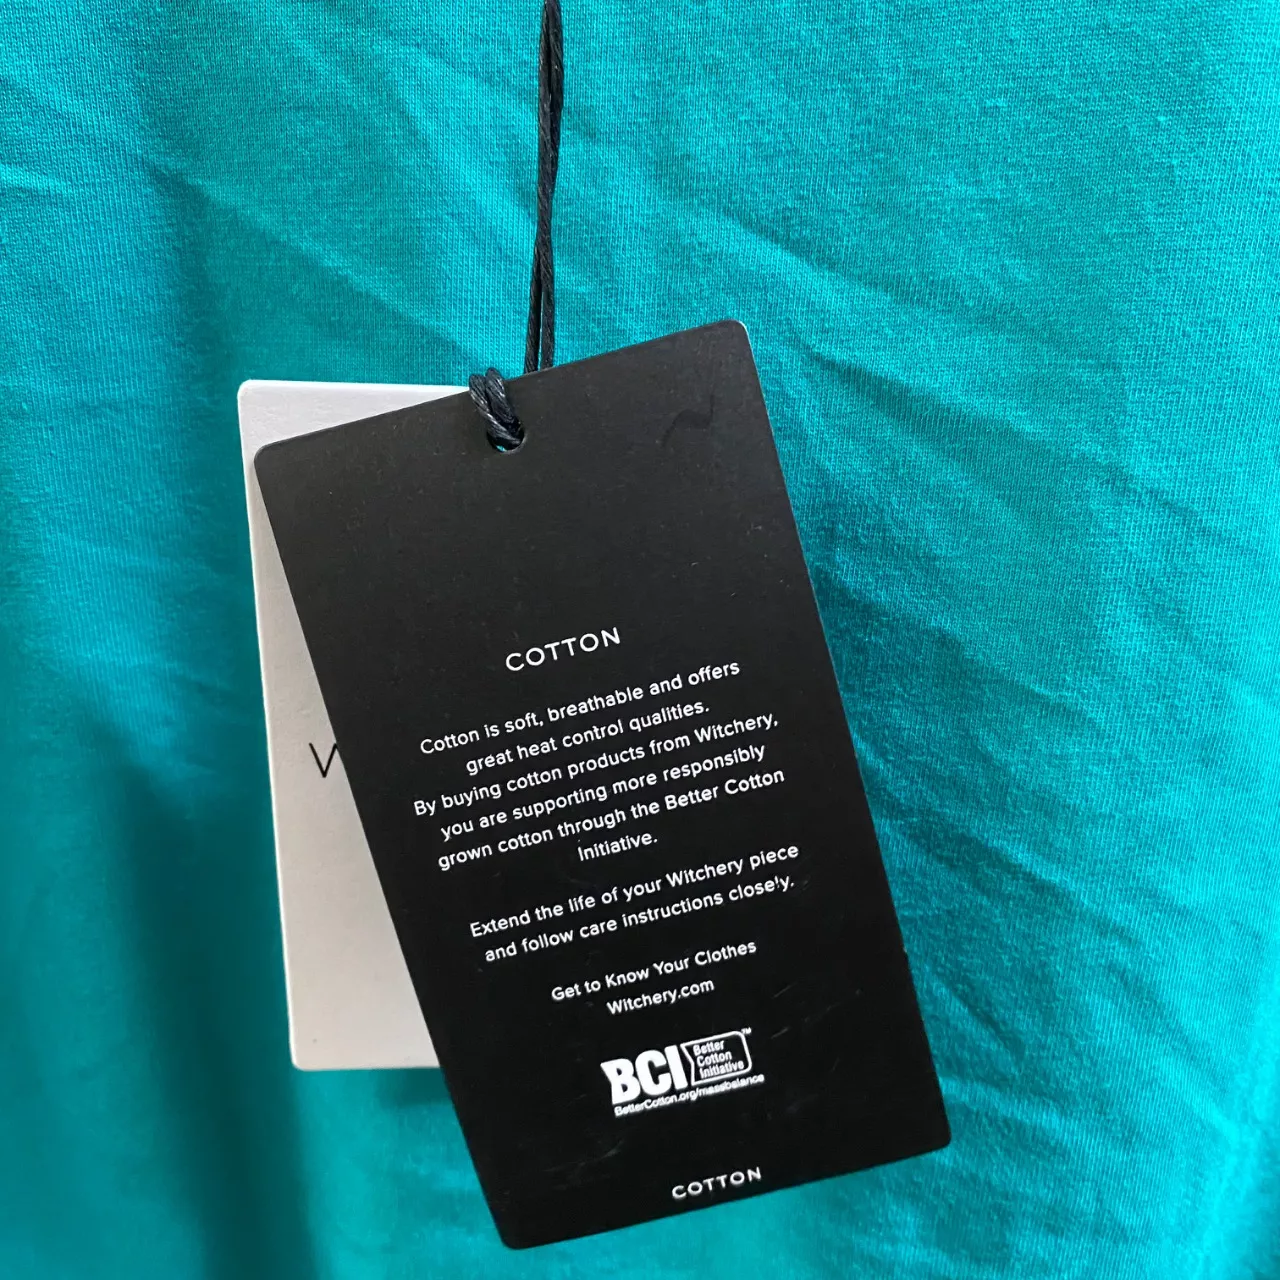 COTTON
Cotton is soft, breathable and offers
great heat control qualities.
By buying cotton products from Witchery,
you are supporting more responsibly
grown cotton through the Better Cotton
Initiative.
Extend the life of your Witchery piece
and follow care instructions closely.
Get to Know Your Clothes
Witchery.com
BCI Better
Cotton
Initiative™
BetterCotton.org/massbalance
COTTON